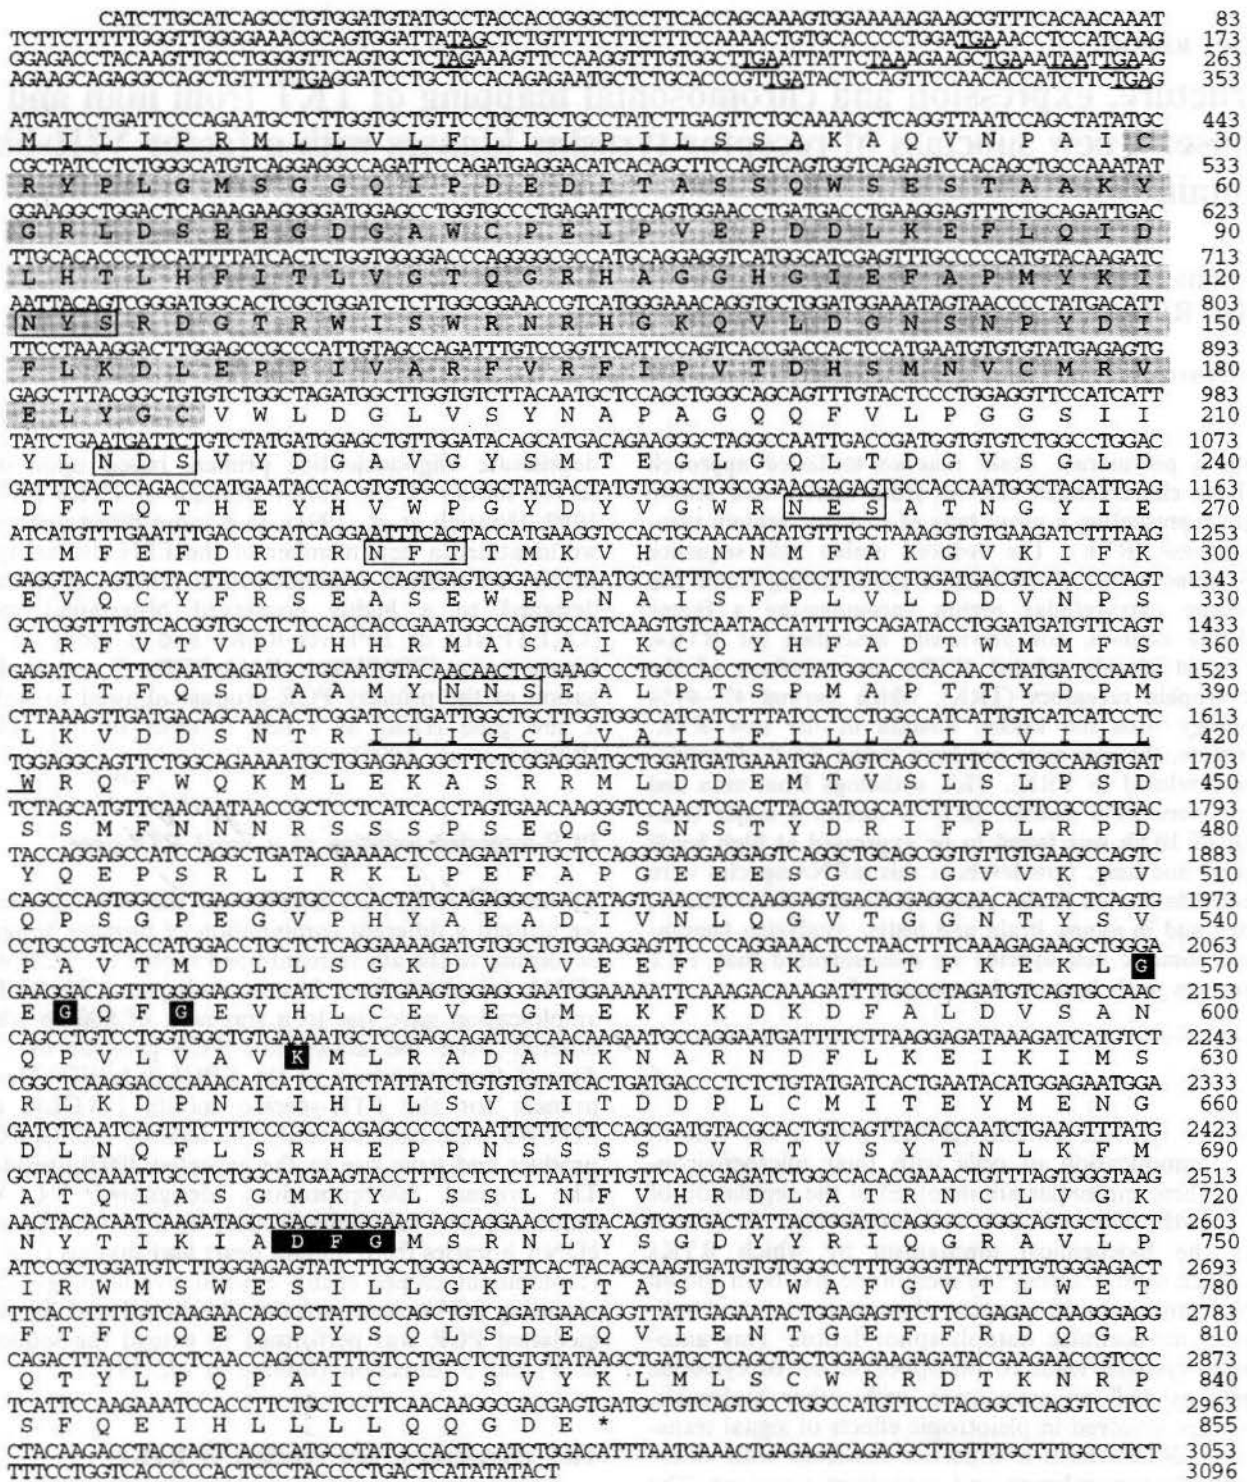 CATCTTGCATCAGCCTGTGGATGTATGCCTACCACCGGGCTCCTTCACCAGCAAAGTGGAAAAAGAAGCGTTTCACAACAAAT 83
TCTTCTTTTTGGGTTGGGGAAACGCAGTGGATTATAGCTCTGTTTTCTTCTTTCCAAAACTGTGCACCCCTGGATGAAACCTCCATCAAG 173
GGAGACCTACAAGTTGCCTGGGGTTCAGTGCTCTAGAAAGTTCCAAGGTTTGTGGCTTGAATTATTCTAAAGAAGCTGAAATAATTGAAG 263
AGAAGCAGAGGCCAGCTGTTTTTGAGGATCCTGCTCCACAGAGAATGCTCTGCACCCGTTGATACTCCAGTTCCAACACCATCTTCTGAG 353
ATGATCCTGATTCCCAGAATGCTCTTGGTGCTGTTCCTGCTGCTGCCTATCTTGAGTTCTGCAAAAGCTCAGGTTAATCCAGCTATATGC 443
M I L I P R M L L V L F L L L P I L S S A K A Q V N P A I C 30
CGCTATCCTCTGGGCATGTCAGGAGGCCAGATTCCAGATGAGGACATCACAGCTTCCAGTCAGTGGTCAGAGTCCACAGCTGCCAAATAT 533
R Y P L G M S G G Q I P D E D I T A S S Q W S E S T A A K Y 60
GGAAGGCTGGACTCAGAAGAAGGGGATGGAGCCTGGTGCCCTGAGATTCCAGTGGAACCTGATGACCTGAAGGAGTTTCTGCAGATTGAC 623
G R L D S E E G D G A W C P E I P V E P D D L K E F L Q I D 90
TTGCACACCCTCCATTTTATCACTCTGGTGGGGACCCAGGGGCGCCATGCAGGAGGTCATGGCATCGAGTTTGCCCCCATGTACAAGATC 713
L H T L H F I T L V G T Q G R H A G G H G I E F A P M Y K I 120
AATTACAGTCGGGATGGCACTCGCTGGATCTCTTGGCGGAACCGTCATGGGAAACAGGTGCTGGATGGAAATAGTAACCCCTATGACATT 803
N Y S R D G T R W I S W R N R H G K Q V L D G N S N P Y D I 150
TTCCTAAAGGACTTGGAGCCGCCCATTGTAGCCAGATTTGTCCGGTTCATTCCAGTCACCGACCACTCCATGAATGTGTGTATGAGAGTG 893
F L K D L E P P I V A R F V R F I P V T D H S M N V C M R V 180
GAGCTTTACGGCTGTGTCTGGCTAGATGGCTTGGTGTCTTACAATGCTCCAGCTGGGCAGCAGTTTGTACTCCCTGGAGGTTCCATCATT 983
E L Y G C V W L D G L V S Y N A P A G Q Q F V L P G G S I I 210
TATCTGAATGATTCTGTCTATGATGGAGCTGTTGGATACAGCATGACAGAAGGGCTAGGCCAATTGACCGATGGTGTGTCTGGCCTGGAC 1073
Y L N D S V Y D G A V G Y S M T E G L G Q L T D G V S G L D 240
GATTTCACCCAGACCCATGAATACCACGTGTGGCCCGGCTATGACTATGTGGGCTGGCGGAACGAGAGTGCCACCAATGGCTACATTGAG 1163
D F T Q T H E Y H V W P G Y D Y V G W R N E S A T N G Y I E 270
ATCATGTTTGAATTTGACCGCATCAGGAATTTCACTACCATGAAGGTCCACTGCAACAACATGTTTGCTAAAGGTGTGAAGATCTTTAAG 1253
I M F E F D R I R N F T T M K V H C N N M F A K G V K I F K 300
GAGGTACAGTGCTACTTCCGCTCTGAAGCCAGTGAGTGGGAACCTAATGCCATTTCCTTCCCCCTTGTCCTGGATGACGTCAACCCCAGT 1343
E V Q C Y F R S E A S E W E P N A I S F P L V L D D V N P S 330
GCTCGGTTTGTCACGGTGCCTCTCCACCACCGAATGGCCAGTGCCATCAAGTGTCAATACCATTTTGCAGATACCTGGATGATGTTCAGT 1433
A R F V T V P L H H R M A S A I K C Q Y H F A D T W M M F S 360
GAGATCACCTTCCAATCAGATGCTGCAATGTACAACAACTCTGAAGCCCTGCCCACCTCTCCTATGGCACCCACAACCTATGATCCAATG 1523
E I T F Q S D A A M Y N N S E A L P T S P M A P T T Y D P M 390
CTTAAAGTTGATGACAGCAACACTCGGATCCTGATTGGCTGCTTGGTGGCCATCATCTTTATCCTCCTGGCCATCATTGTCATCATCCTC 1613
L K V D D S N T R I L I G C L V A I I F I L L A I I V I I L 420
TGGAGGCAGTTCTGGCAGAAAATGCTGGAGAAGGCTTCTCGGAGGATGCTGGATGATGAAATGACAGTCAGCCTTTCCCTGCCAAGTGAT 1703
W R Q F W Q K M L E K A S R R M L D D E M T V S L S L P S D 450
TCTAGCATGTTCAACAATAACCGCTCCTCATCACCTAGTGAACAAGGGTCCAACTCGACTTACGATCGCATCTTTCCCCTTCGCCCTGAC 1793
S S M F N N N R S S S P S E Q G S N S T Y D R I F P L R P D 480
TACCAGGAGCCATCCAGGCTGATACGAAAACTCCCAGAATTTGCTCCAGGGGAGGAGGAGTCAGGCTGCAGCGGTGTTGTGAAGCCAGTC 1883
Y Q E P S R L I R K L P E F A P G E E E S G C S G V V K P V 510
CAGCCCAGTGGCCCTGAGGGGGTGCCCCACTATGCAGAGGCTGACATAGTGAACCTCCAAGGAGTGACAGGAGGCAACACATACTCAGTG 1973
Q P S G P E G V P H Y A E A D I V N L Q G V T G G N T Y S V 540
CCTGCCGTCACCATGGACCTGCTCTCAGGAAAAGATGTGGCTGTGGAGGAGTTCCCCAGGAAACTCCTAACTTTCAAAGAGAAGCTGGGA 2063
P A V T M D L L S G K D V A V E E F P R K L L T F K E K L G 570
GAAGGACAGTTTGGGGAGGTTCATCTCTGTGAAGTGGAGGGAATGGAAAAATTCAAAGACAAAGATTTTGCCCTAGATGTCAGTGCCAAC 2153
E G Q F G E V H L C E V E G M E K F K D K D F A L D V S A N 600
CAGCCTGTCCTGGTGGCTGTGAAAATGCTCCGAGCAGATGCCAACAAGAATGCCAGGAATGATTTTCTTAAGGAGATAAAGATCATGTCT 2243
Q P V L V A V K M L R A D A N K N A R N D F L K E I K I M S 630
CGGCTCAAGGACCCAAACATCATCCATCTATTATCTGTGTGTATCACTGATGACCCTCTCTGTATGATCACTGAATACATGGAGAATGGA 2333
R L K D P N I I H L L S V C I T D D P L C M I T E Y M E N G 660
GATCTCAATCAGTTTCTTTCCCGCCACGAGCCCCCTAATTCTTCCTCCAGCGATGTACGCACTGTCAGTTACACCAATCTGAAGTTTATG 2423
D L N Q F L S R H E P P N S S S S D V R T V S Y T N L K F M 690
GCTACCCAAATTGCCTCTGGCATGAAGTACCTTTCCTCTCTTAATTTTGTTCACCGAGATCTGGCCACACGAAACTGTTTAGTGGGTAAG 2513
A T Q I A S G M K Y L S S L N F V H R D L A T R N C L V G K 720
AACTACACAATCAAGATAGCTGACTTTGGAATGAGCAGGAACCTGTACAGTGGTGACTATTACCGGATCCAGGGCCGGGCAGTGCTCCCT 2603
N Y T I K I A D F G M S R N L Y S G D Y Y R I Q G R A V L P 750
ATCCGCTGGATGTCTTGGGAGAGTATCTTGCTGGGCAAGTTCACTACAGCAAGTGATGTGTGGGCCTTTGGGGTTACTTTGTGGGAGACT 2693
I R W M S W E S I L L G K F T T A S D V W A F G V T L W E T 780
TTCACCTTTTGTCAAGAACAGCCCTATTCCCAGCTGTCAGATGAACAGGTTATTGAGAATACTGGAGAGTTCTTCCGAGACCAAGGGAGG 2783
F T F C Q E Q P Y S Q L S D E Q V I E N T G E F F R D Q G R 810
CAGACTTACCTCCCTCAACCAGCCATTTGTCCTGACTCTGTGTATAAGCTGATGCTCAGCTGCTGGAGAAGAGATACGAAGAACCGTCCC 2873
Q T Y L P Q P A I C P D S V Y K L M L S C W R R D T K N R P 840
TCATTCCAAGAAATCCACCTTCTGCTCCTTCAACAAGGCGACGAGTGATGCTGTCAGTGCCTGGCCATGTTCCTACGGCTCAGGTCCTCC 2963
S F Q E I H L L L L Q Q G D E * 855
CTACAAGACCTACCACTCACCCATGCCTATGCCACTCCATCTGGACATTTAATGAAACTGAGAGACAGAGGCTTGTTTGCTTTGCCCTCT 3053
TTTCCTGGTCACCCCCACTCCCTACCCCTGACTCATATATACT 3096